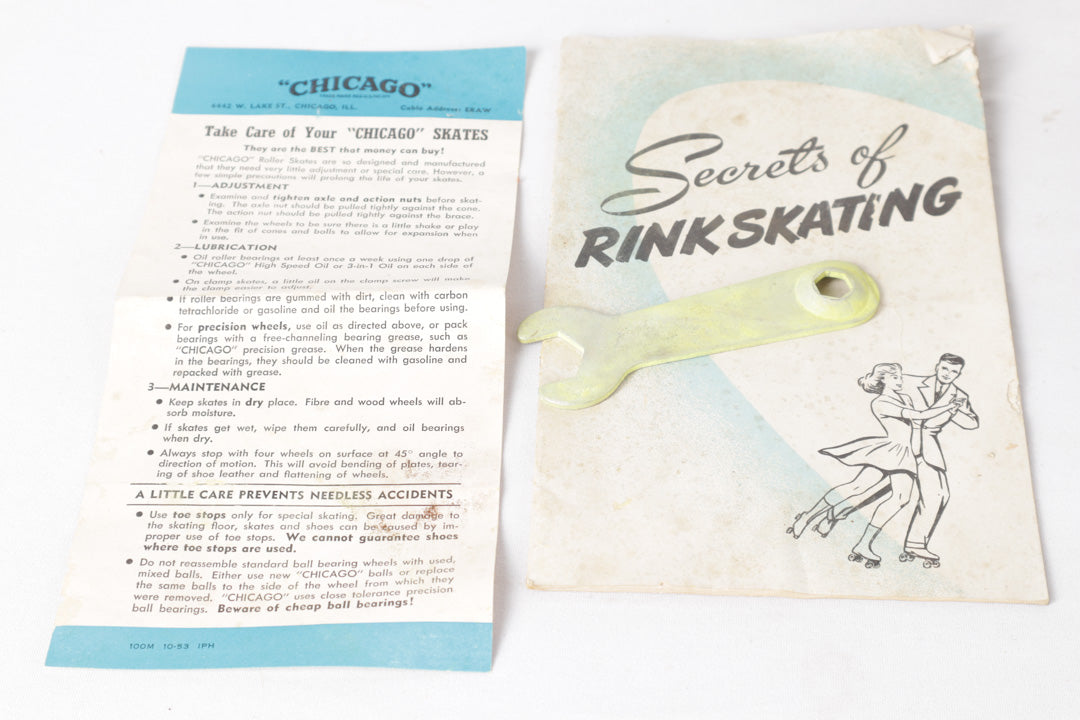 "CHICAGO"
TRADE MARK REG. U.S. PAT. OFF.
4442 W. LAKE ST., CHICAGO, ILL. Cable Address: EKAW
Take Care of Your "CHICAGO" SKATES
They are the BEST that money can buy!
"CHICAGO" Roller Skates are so designed and manufactured
that they need very little adjustment or special care. However, a
few simple precautions will prolong the life of your skates.
1—ADJUSTMENT
• Examine and tighten axle and action nuts before skat-
ing. The axle nut should be pulled tightly against the cone.
The action nut should be pulled tightly against the brace.
• Examine the wheels to be sure there is a little shake or play
in the fit of cones and balls to allow for expansion when
in use.
2—LUBRICATION
• Oil roller bearings at least once a week using one drop of
"CHICAGO" High Speed Oil or 3-in-1 Oil on each side of
the wheel.
• On clamp skates, a little oil on the clamp screw will make
the clamp easier to adjust.
• If roller bearings are gummed with dirt, clean with carbon
tetrachloride or gasoline and oil the bearings before using.
• For precision wheels, use oil as directed above, or pack
bearings with a free-channeling bearing grease, such as
"CHICAGO" precision grease. When the grease hardens
in the bearings, they should be cleaned with gasoline and
repacked with grease.
3—MAINTENANCE
• Keep skates in dry place. Fibre and wood wheels will ab-
sorb moisture.
• If skates get wet, wipe them carefully, and oil bearings
when dry.
• Always stop with four wheels on surface at 45° angle to
direction of motion. This will avoid bending of plates, tear-
ing of shoe leather and flattening of wheels.
A LITTLE CARE PREVENTS NEEDLESS ACCIDENTS
• Use toe stops only for special skating. Great damage to
the skating floor, skates and shoes can be caused by im-
proper use of toe stops. We cannot guarantee shoes
where toe stops are used.
• Do not reassemble standard ball bearing wheels with used,
mixed balls. Either use new "CHICAGO" balls or replace
the same balls to the side of the wheel from which they
were removed. "CHICAGO" uses close tolerance precision
ball bearings. Beware of cheap ball bearings!
100M 10-53 IPH
Secrets of
RINK SKATING